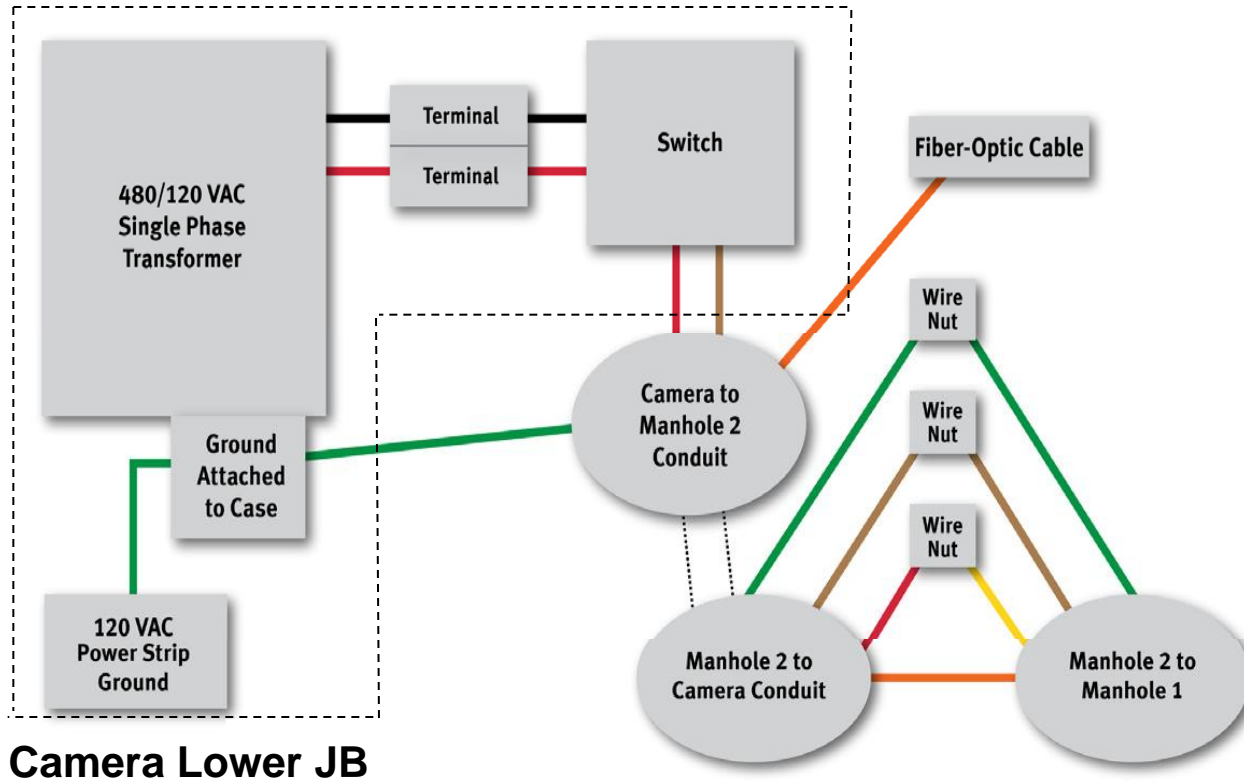 480/120 VAC
Single Phase
Transformer
Terminal
Terminal
Switch
Fiber-Optic Cable
Wire
Nut
Wire
Nut
Wire
Nut
Camera to
Manhole 2
Conduit
Ground
Attached
to Case
120 VAC
Power Strip
Ground
Manhole 2 to
Camera Conduit
Manhole 2 to
Manhole 1
Camera Lower JB